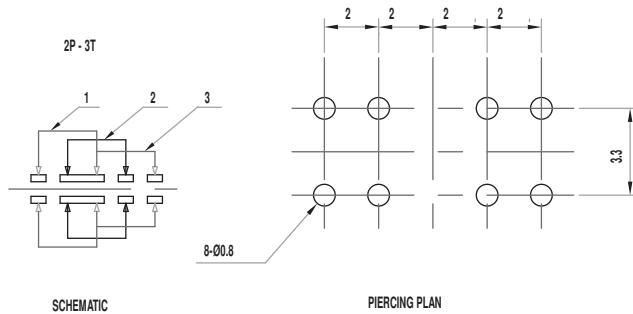 2 2 2 2
2P - 3T
1 2 3
3.3
8-Ø0.8
SCHEMATIC
PIERCING PLAN